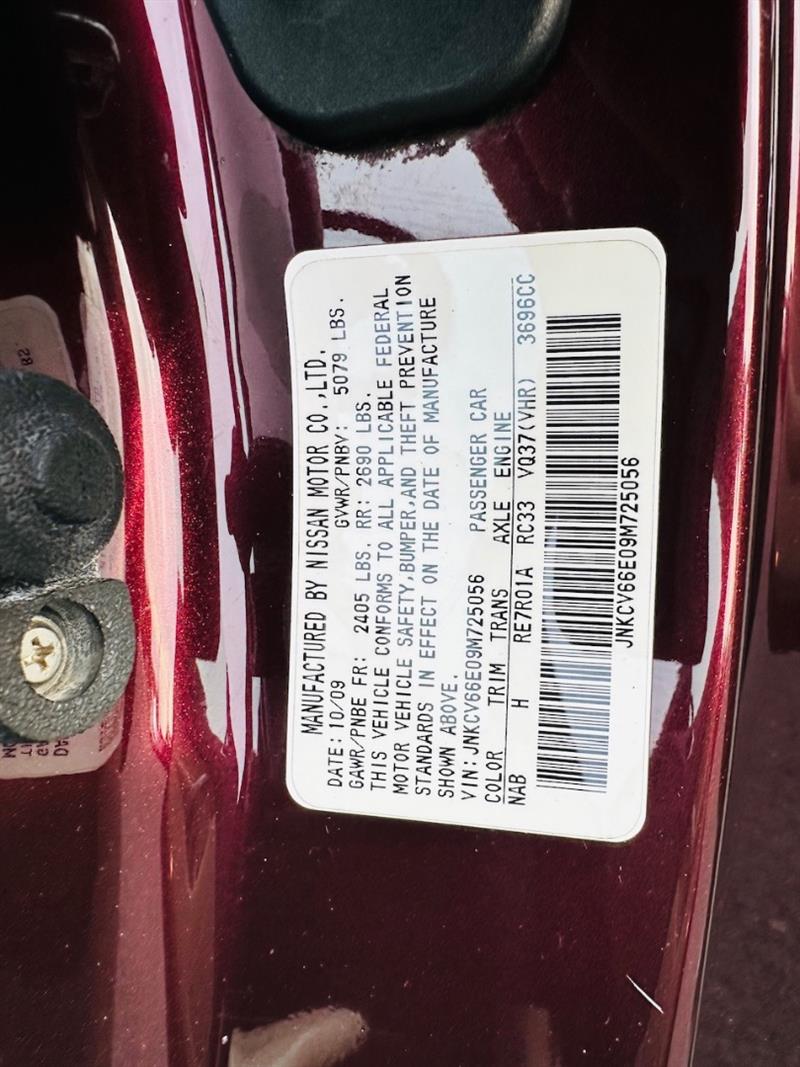 MANUFACTURED BY NISSAN MOTOR CO.,LTD.
DATE: 10/09 GVWR/PNBV: 5079 LBS.
GAWR/PNBE FR: 2405 LBS. RR: 2690 LBS.
THIS VEHICLE CONFORMS TO ALL APPLICABLE FEDERAL
MOTOR VEHICLE SAFETY,BUMPER,AND THEFT PREVENTION
STANDARDS IN EFFECT ON THE DATE OF MANUFACTURE
SHOWN ABOVE.
VIN: JNKCV66E09M725056 PASSENGER CAR
COLOR TRIM TRANS AXLE ENGINE
NAB H RE7R01A RC33 VQ37(VHR) 3696CC
JNKCV66E09M725056